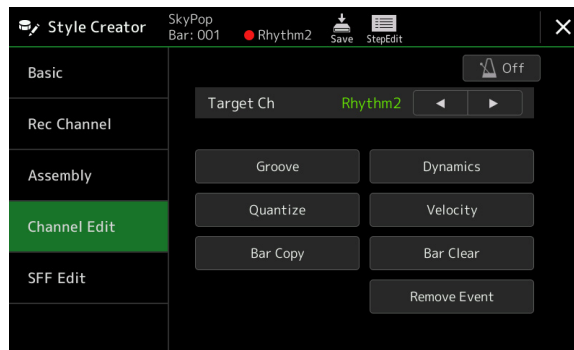 Style Creator
SkyPop
Bar: 001
Rhythm2
Save
StepEdit
Basic
Off
Target Ch
Rhythm2
Rec Channel
Assembly
Groove
Dynamics
Channel Edit
Quantize
Velocity
Bar Copy
Bar Clear
SFF Edit
Remove Event